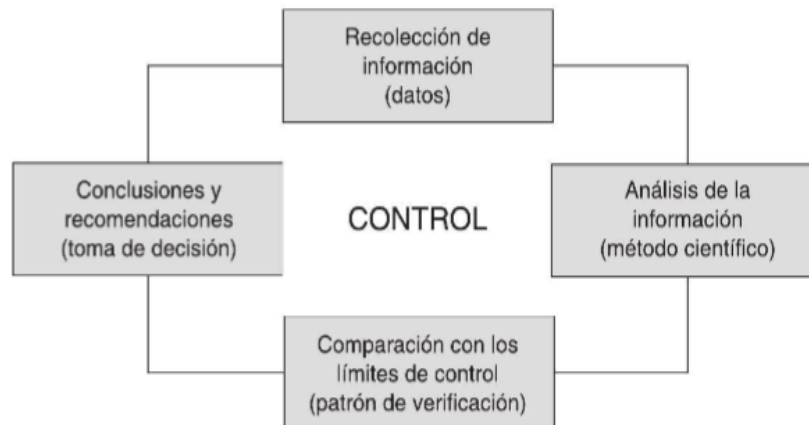 Recolección de
información
(datos)
Conclusiones y
recomendaciones
(toma de decisión)
CONTROL
Análisis de la
información
(método científico)
Comparación con los
límites de control
(patrón de verificación)